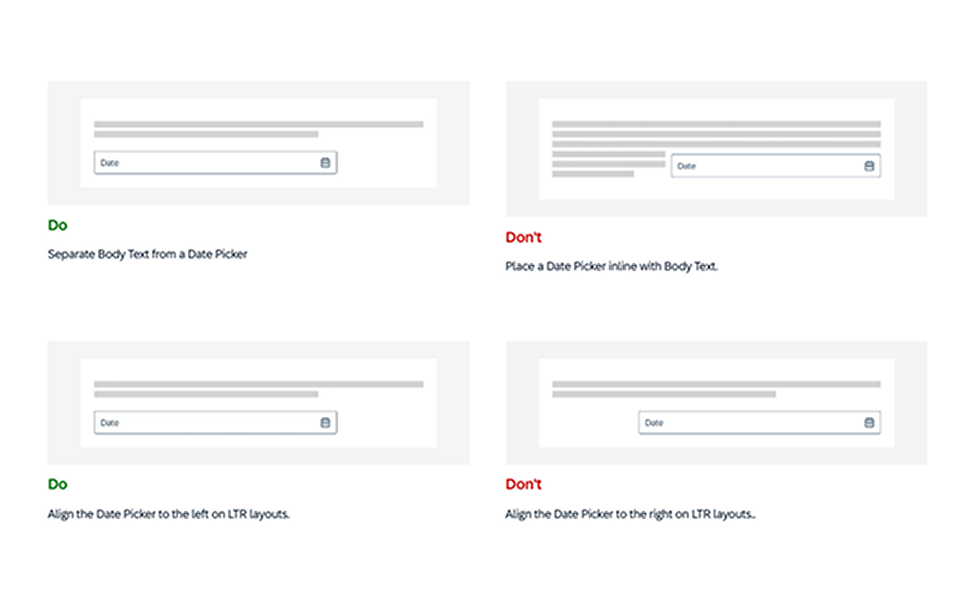 Date
Date
Do
Don't
Separate Body Text from a Date Picker
Place a Date Picker inline with Body Text.
Date
Date
Do
Don't
Align the Date Picker to the left on LTR layouts.
Align the Date Picker to the right on LTR layouts..